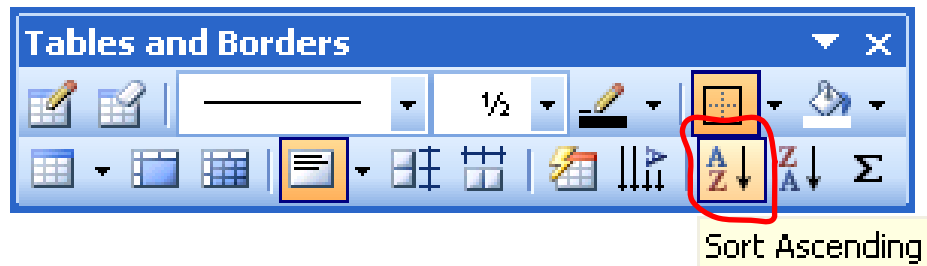 Tables and Borders
½
A
A Z
Z A
Σ
Sort Ascending